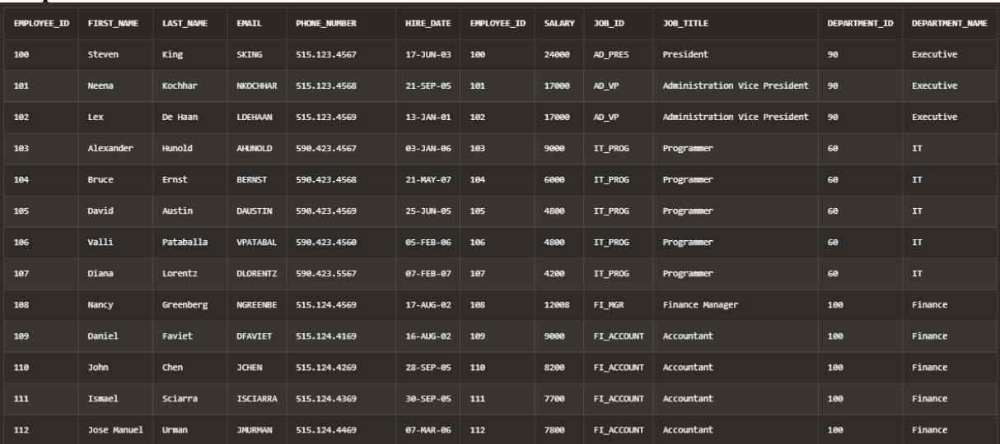 EMPLOYEE_ID FIRST_NAME LAST_NAME EMAIL PHONE_NUMBER HIRE_DATE EMPLOYEE_ID SALARY JOB_ID JOB_TITLE DEPARTMENT_ID DEPARTMENT_NAME
100 Steven King SKING 515.123.4567 17-JUN-03 100 24000 AD_PRES President 90 Executive
101 Neena Kochhar NKOCHHAR 515.123.4568 21-SEP-05 101 17000 AD_VP Administration Vice President 90 Executive
102 Lex De Haan LDEHAAN 515.123.4569 13-JAN-01 102 17000 AD_VP Administration Vice President 90 Executive
103 Alexander Hunold AHUNOLD 590.423.4567 03-JAN-06 103 9000 IT_PROG Programmer 60 IT
104 Bruce Ernst BERNST 590.423.4568 21-MAY-07 104 6000 IT_PROG Programmer 60 IT
105 David Austin DAUSTIN 590.423.4569 25-JUN-05 105 4800 IT_PROG Programmer 60 IT
106 Valli Pataballa VPATABAL 590.423.4560 05-FEB-06 106 4800 IT_PROG Programmer 60 IT
107 Diana Lorentz DLORENTZ 590.423.5567 07-FEB-07 107 4200 IT_PROG Programmer 60 IT
108 Nancy Greenberg NGREENBE 515.124.4569 17-AUG-02 108 12008 FI_MGR Finance Manager 100 Finance
109 Daniel Faviet DFAVIET 515.124.4169 16-AUG-02 109 9000 FI_ACCOUNT Accountant 100 Finance
110 John Chen JCHEN 515.124.4269 28-SEP-05 110 8200 FI_ACCOUNT Accountant 100 Finance
111 Ismael Sciarra ISCIARRA 515.124.4369 30-SEP-05 111 7700 FI_ACCOUNT Accountant 100 Finance
112 Jose Manuel Urman JMURMAN 515.124.4469 07-MAR-06 112 7800 FI_ACCOUNT Accountant 100 Finance